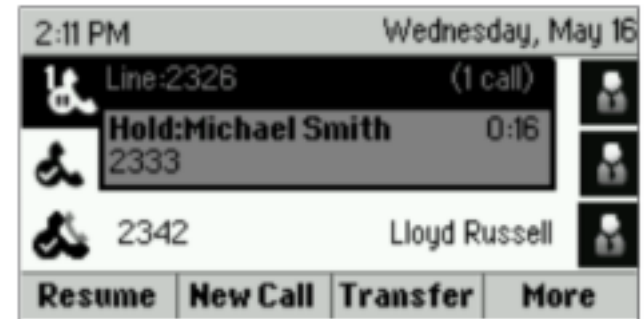 2:11 PM Wednesday, May 16
Line:2326 (1 call)
Hold:Michael Smith 0:16
2333
2342 Lloyd Russell
Resume New Call Transfer More